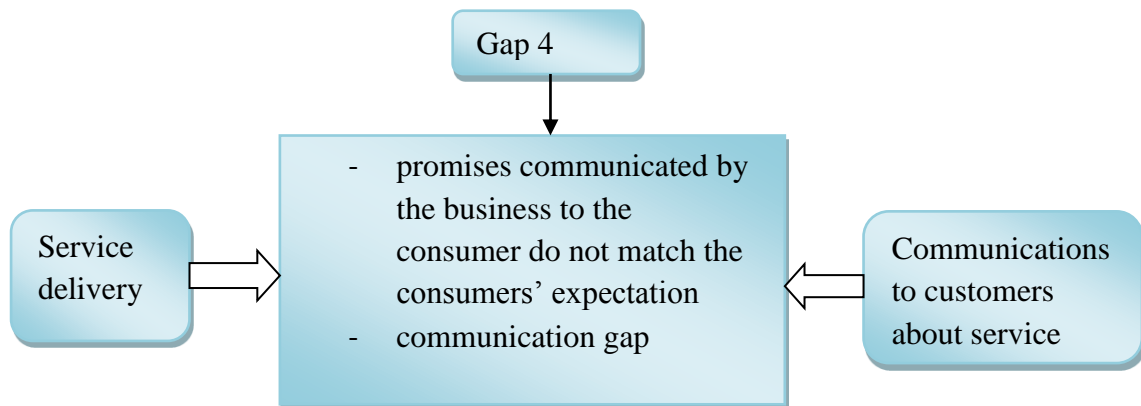 Gap 4
- promises communicated by
the business to the
consumer do not match the
consumers’ expectation
- communication gap
Service
delivery
Communications
to customers
about service